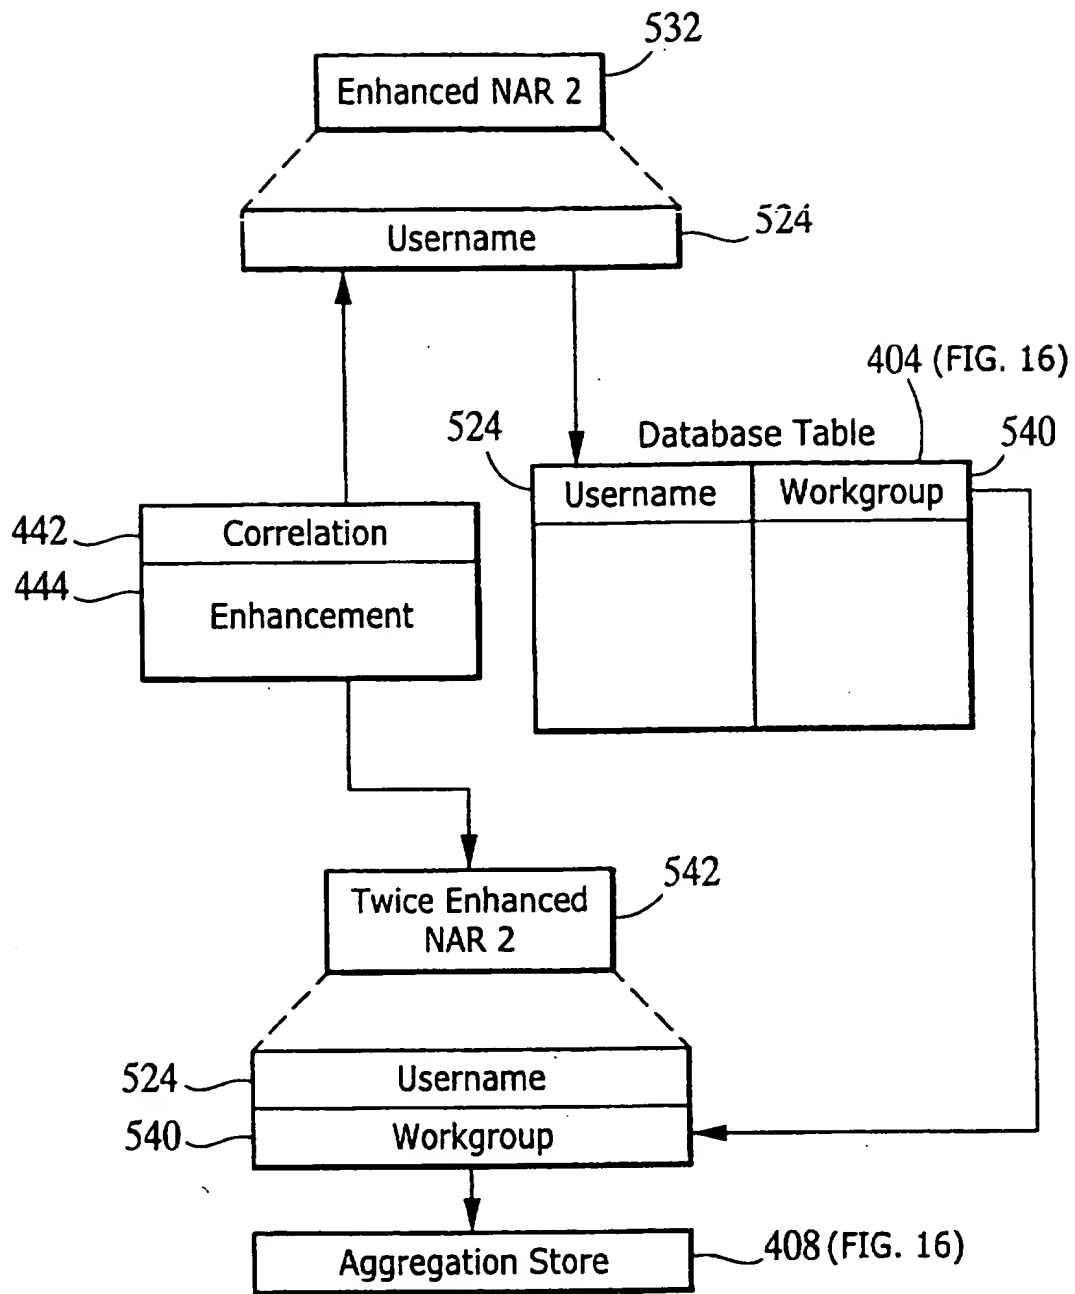 532
Enhanced NAR 2
Username
524
404 (FIG. 16)
524
Database Table
540
Username
Workgroup
442
Correlation
444
Enhancement
Twice Enhanced
NAR 2
542
524
Username
540
Workgroup
Aggregation Store
408 (FIG. 16)